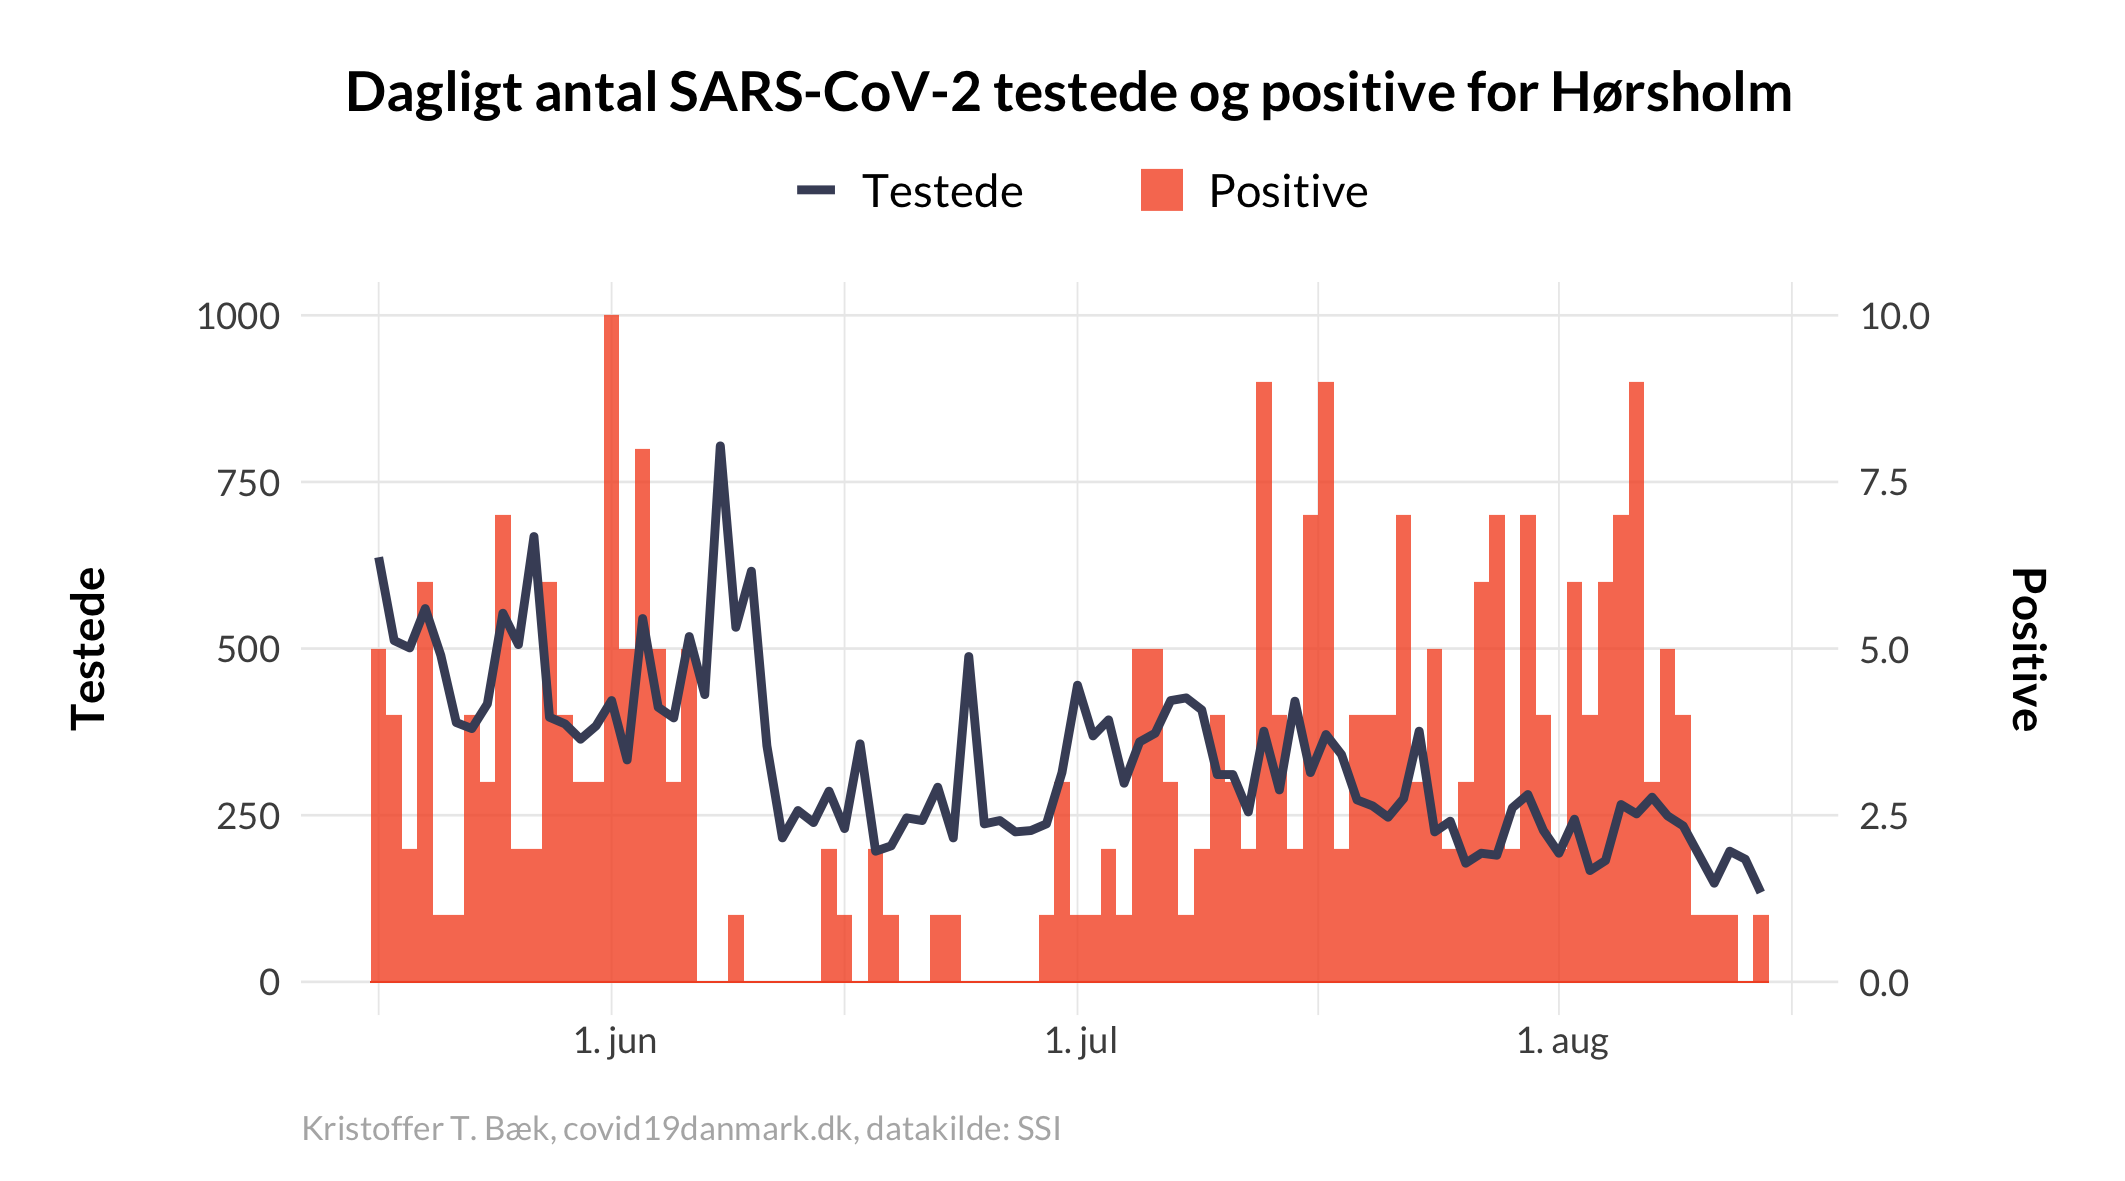 Dagligt antal SARS-CoV-2 testede og positive for Hørsholm
Testede
Positive
1000
750
500
250
0
10.0
7.5
5.0
2.5
0.0
Testede
Positive
1. jun
1. jul
1. aug
Kristoffer T. Bæk, covid19danmark.dk, datakilde: SSI